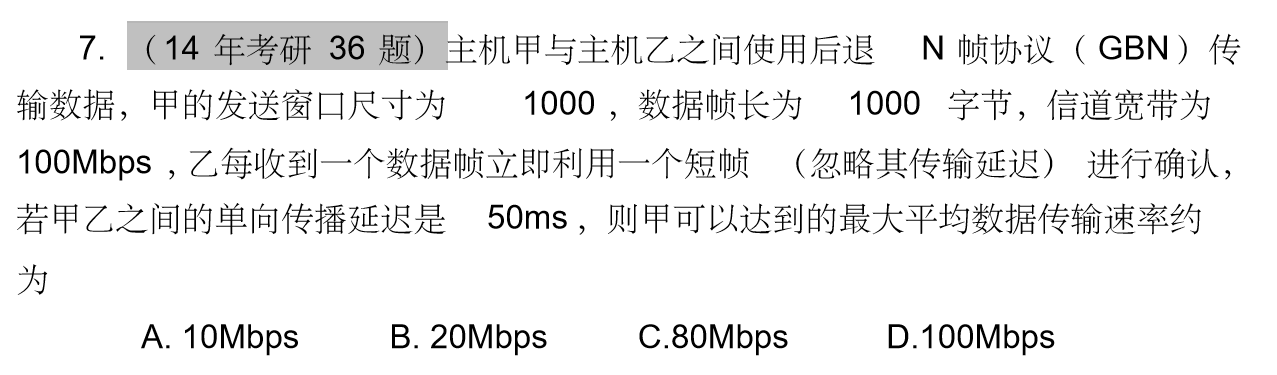 7. （14 年考研 36 题）主机甲与主机乙之间使用后退 N 帧协议（GBN）传
输数据，甲的发送窗口尺寸为 1000，数据帧长为 1000 字节，信道宽带为
100Mbps，乙每收到一个数据帧立即利用一个短帧（忽略其传输延迟）进行确认，
若甲乙之间的单向传播延迟是 50ms，则甲可以达到的最大平均数据传输速率约
为
A. 10Mbps B. 20Mbps C.80Mbps D.100Mbps